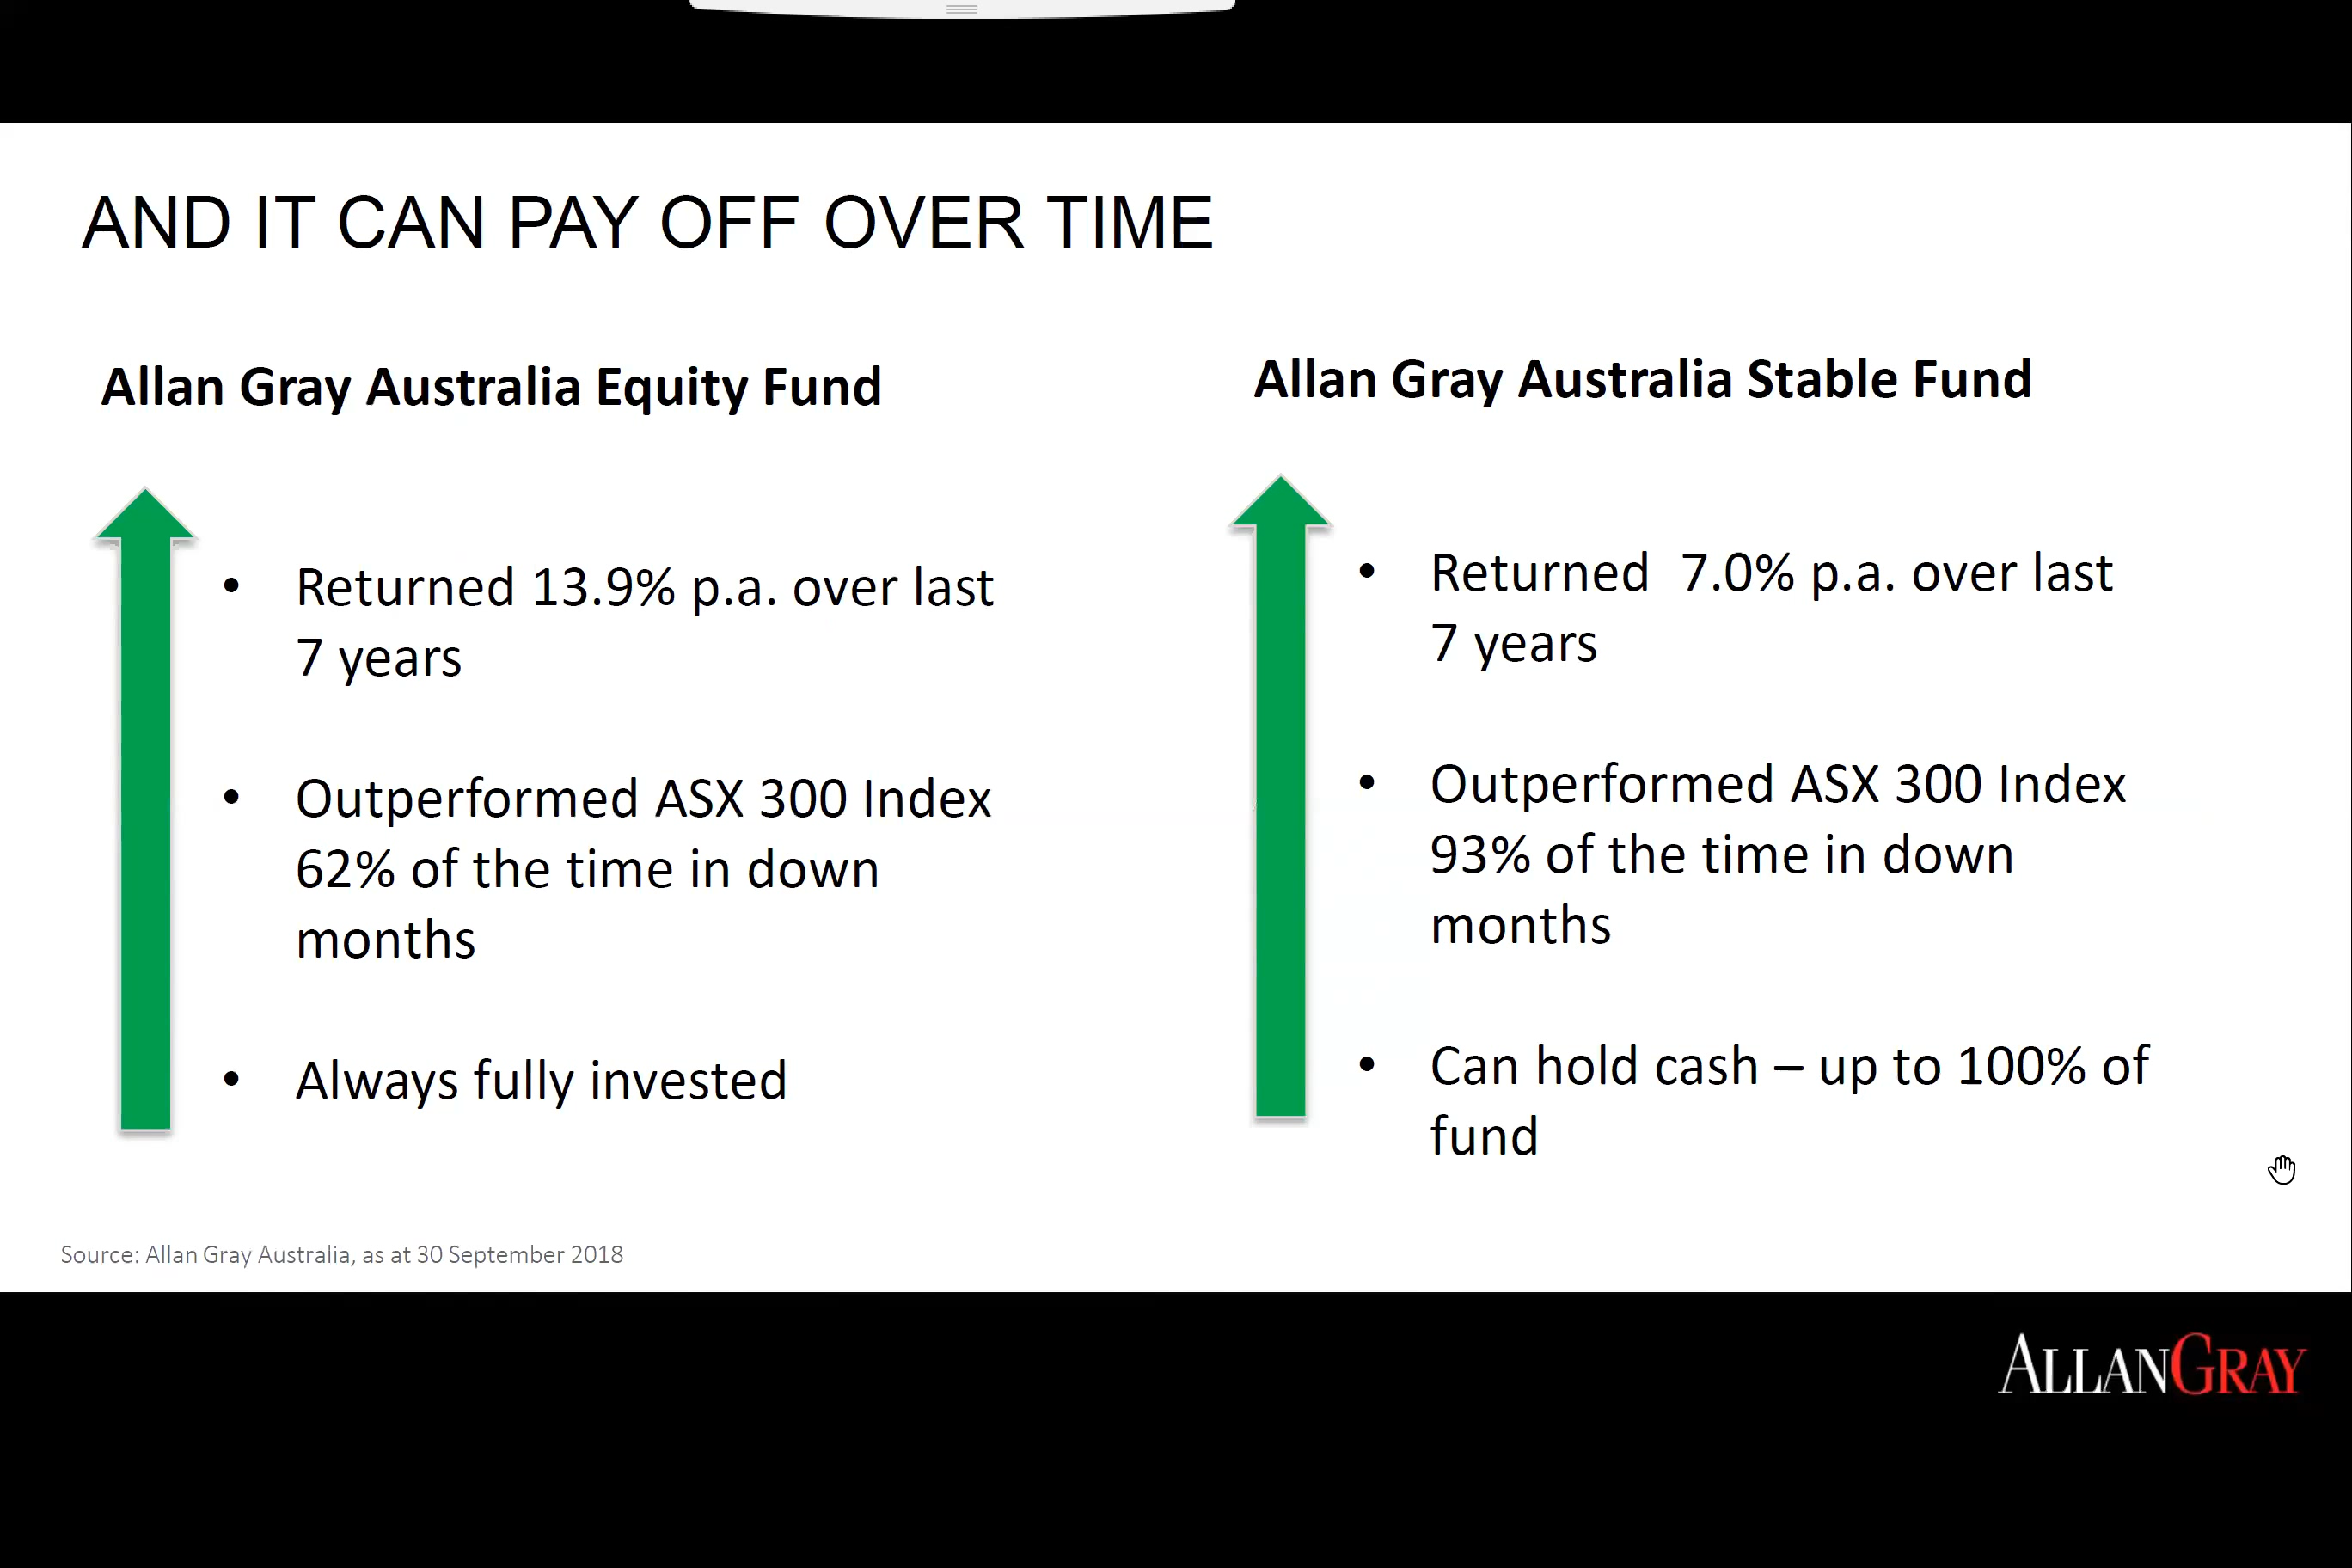 AND IT CAN PAY OFF OVER TIME
Allan Gray Australia Equity Fund
• Returned 13.9% p.a. over last
7 years
• Outperformed ASX 300 Index
62% of the time in down
months
• Always fully invested
Allan Gray Australia Stable Fund
• Returned 7.0% p.a. over last
7 years
• Outperformed ASX 300 Index
93% of the time in down
months
• Can hold cash – up to 100% of
fund
Source: Allan Gray Australia, as at 30 September 2018
ALLANGRAY